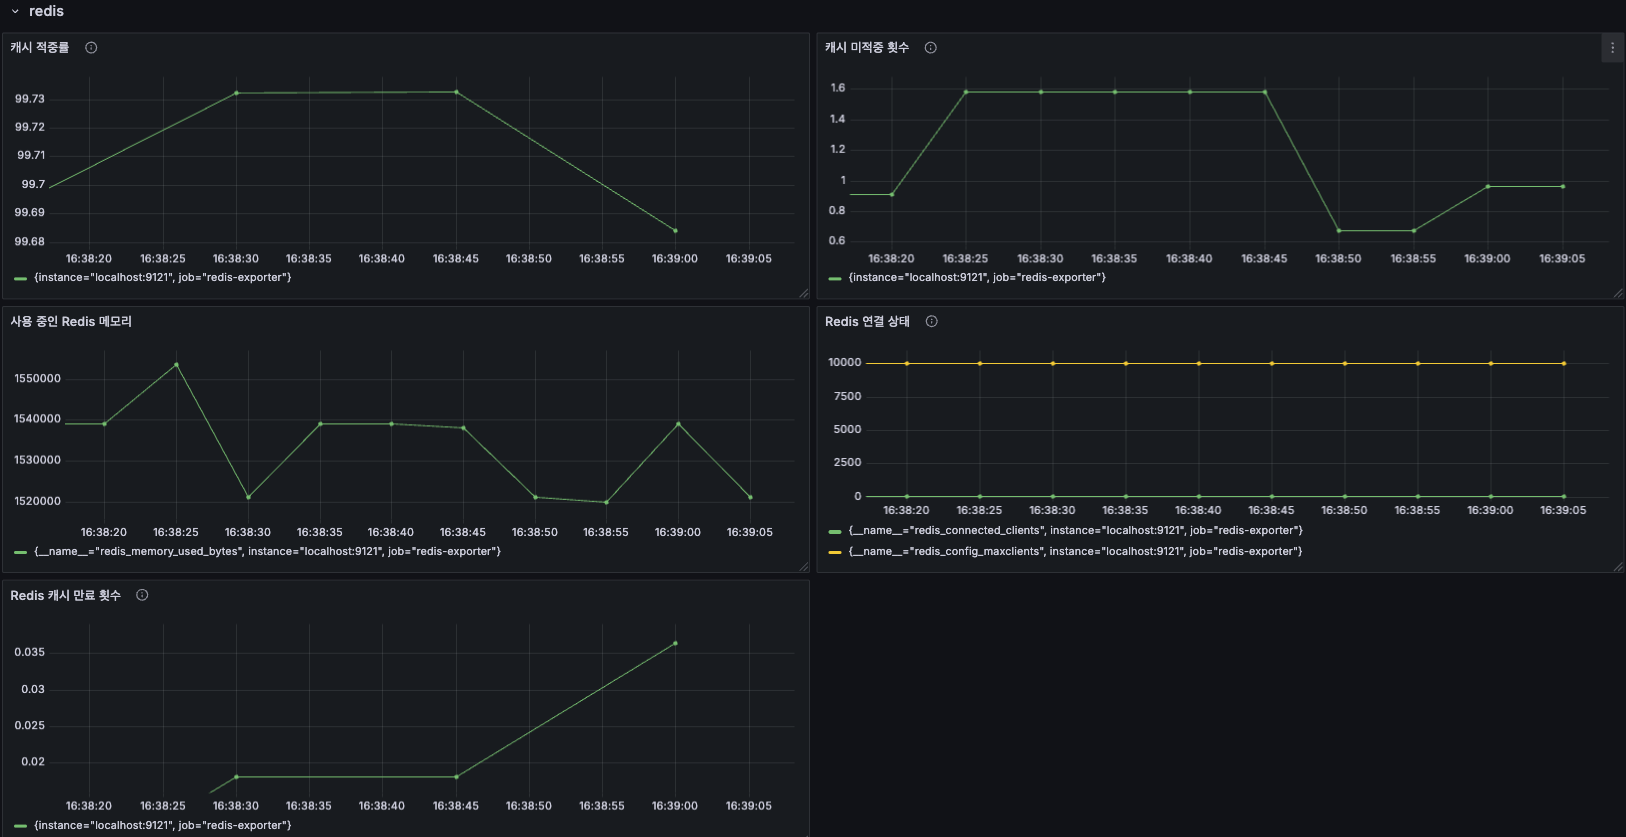 redis
캐시 적중률
99.73
99.72
99.71
99.7
99.69
99.68
16:38:20 16:38:25 16:38:30 16:38:35 16:38:40 16:38:45 16:38:50 16:38:55 16:39:00 16:39:05
{instance="localhost:9121", job="redis-exporter"}
캐시 미적중 횟수
1.6
1.4
1.2
1
0.8
0.6
16:38:20 16:38:25 16:38:30 16:38:35 16:38:40 16:38:45 16:38:50 16:38:55 16:39:00 16:39:05
{instance="localhost:9121", job="redis-exporter"}
사용 중인 Redis 메모리
1550000
1540000
1530000
1520000
16:38:20 16:38:25 16:38:30 16:38:35 16:38:40 16:38:45 16:38:50 16:38:55 16:39:00 16:39:05
{__name__="redis_memory_used_bytes", instance="localhost:9121", job="redis-exporter"}
Redis 연결 상태
10000
7500
5000
2500
0
16:38:20 16:38:25 16:38:30 16:38:35 16:38:40 16:38:45 16:38:50 16:38:55 16:39:00 16:39:05
{__name__="redis_connected_clients", instance="localhost:9121", job="redis-exporter"}
{__name__="redis_config_maxclients", instance="localhost:9121", job="redis-exporter"}
Redis 캐시 만료 횟수
0.035
0.03
0.025
0.02
16:38:20 16:38:25 16:38:30 16:38:35 16:38:40 16:38:45 16:38:50 16:38:55 16:39:00 16:39:05
{instance="localhost:9121", job="redis-exporter"}